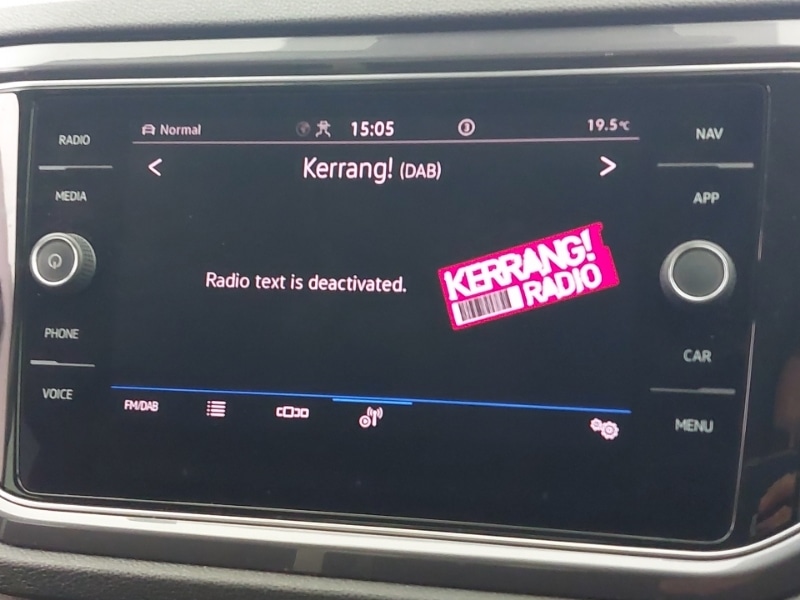 Normal
15:05
3
19.5°C
RADIO
MEDIA
PHONE
VOICE
< Kerrang! (DAB) >
Radio text is deactivated.
KERRANG!
RADIO
FM/DAB
NAV
APP
CAR
MENU